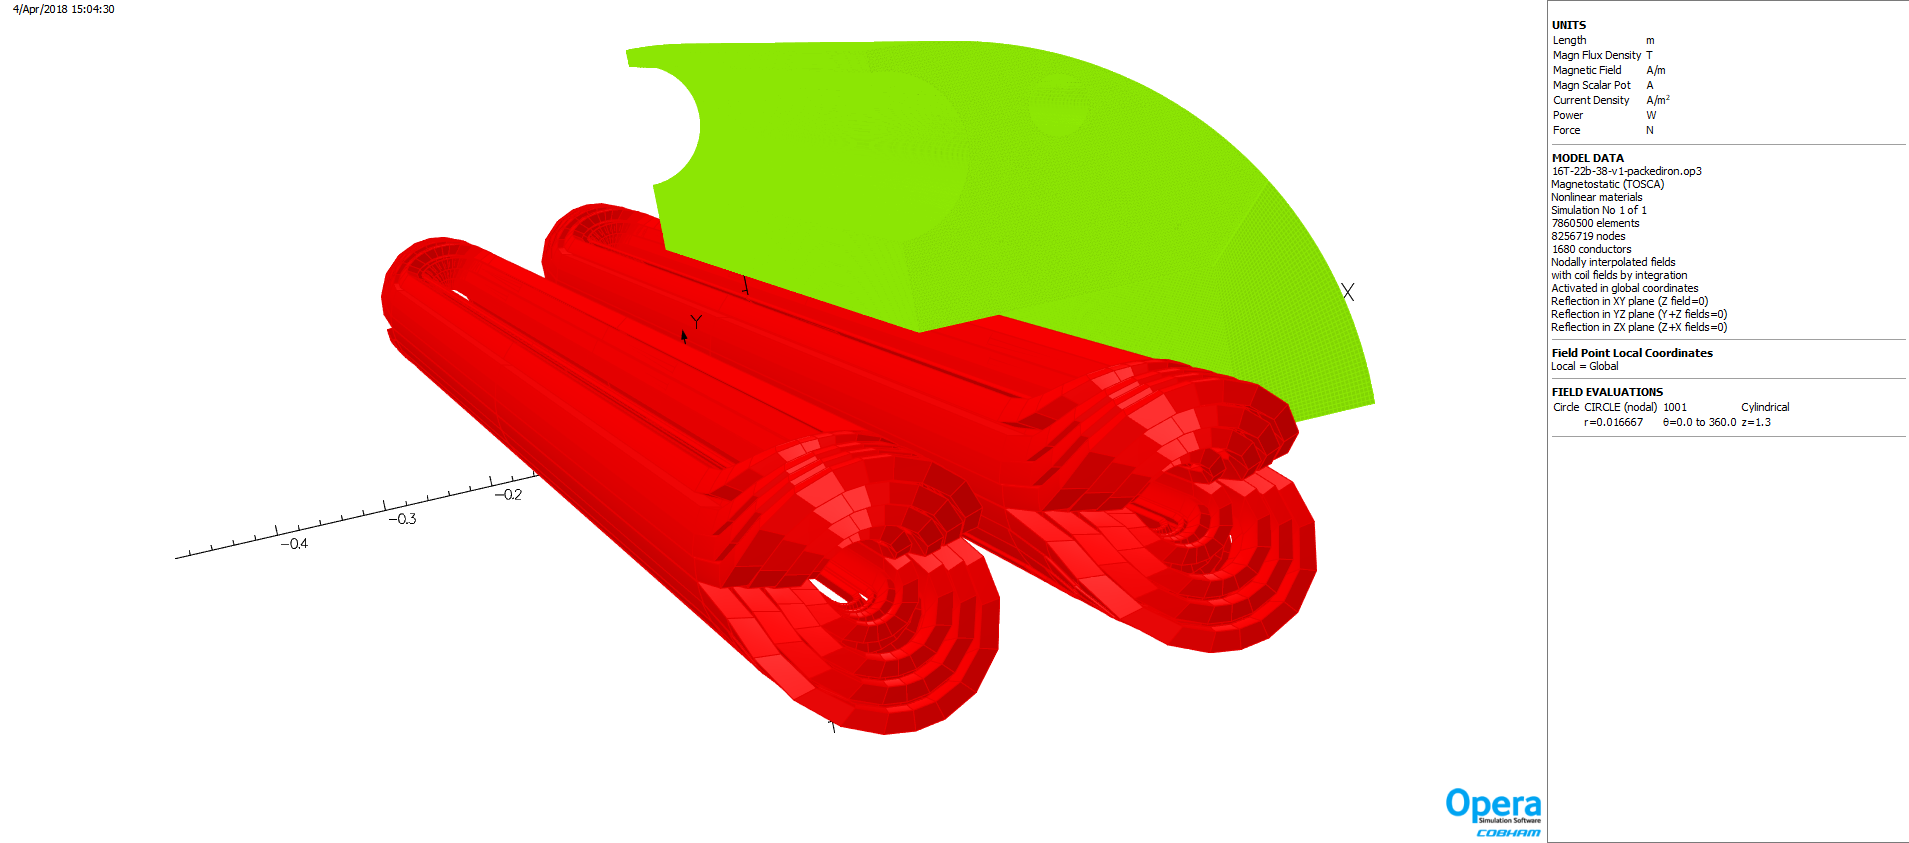 4/Apr/2018 15:04:30
X
Y
−0.2
−0.3
−0.4
UNITS
Length m
Magn Flux Density T
Magnetic Field A/m
Magn Scalar Pot A
Current Density A/m²
Power W
Force N
MODEL DATA
16T-22b-38-v1-packediron.op3
Magnetostatic (TOSCA)
Nonlinear materials
Simulation No 1 of 1
7860500 elements
8256719 nodes
1680 conductors
Nodally interpolated fields
with coil fields by integration
Activated in global coordinates
Reflection in XY plane (Z field=0)
Reflection in YZ plane (Y+Z fields=0)
Reflection in ZX plane (Z+X fields=0)
Field Point Local Coordinates
Local = Global
FIELD EVALUATIONS
Circle CIRCLE (nodal) 1001 Cylindrical
r=0.016667 θ=0.0 to 360.0 z=1.3
Opera
Simulation Software
COBHAM